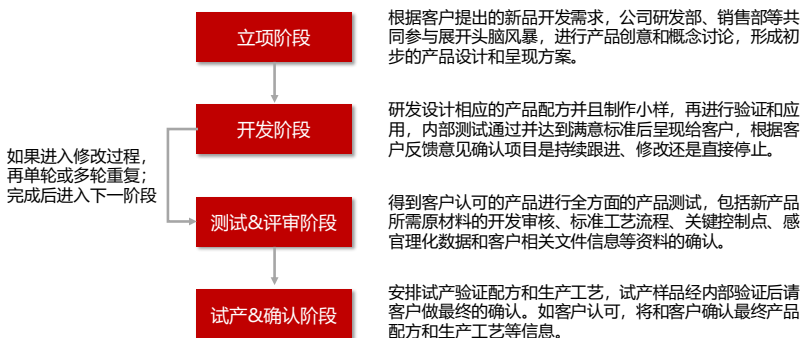 立项阶段
根据客户提出的新品开发需求，公司研发部、销售部等共
同参与展开头脑风暴，进行产品创意和概念讨论，形成初
步的产品设计和呈现方案。
开发阶段
研发设计相应的产品配方并且制作小样，再进行验证和应
用，内部测试通过并达到满意标准后呈现给客户，根据客
户反馈意见确认项目是持续跟进、修改还是直接停止。
如果进入修改过程，
再单轮或多轮重复；
完成后进入下一阶段
测试&评审阶段
得到客户认可的产品进行全方面的产品测试，包括新产品
所需原材料的开发审核、标准工艺流程、关键控制点、感
官理化数据和客户相关文件信息等资料的确认。
试产&确认阶段
安排试产验证配方和生产工艺，试产样品经内部验证后请
客户做最终的确认。如客户认可，将和客户确认最终产品
配方和生产工艺等信息。